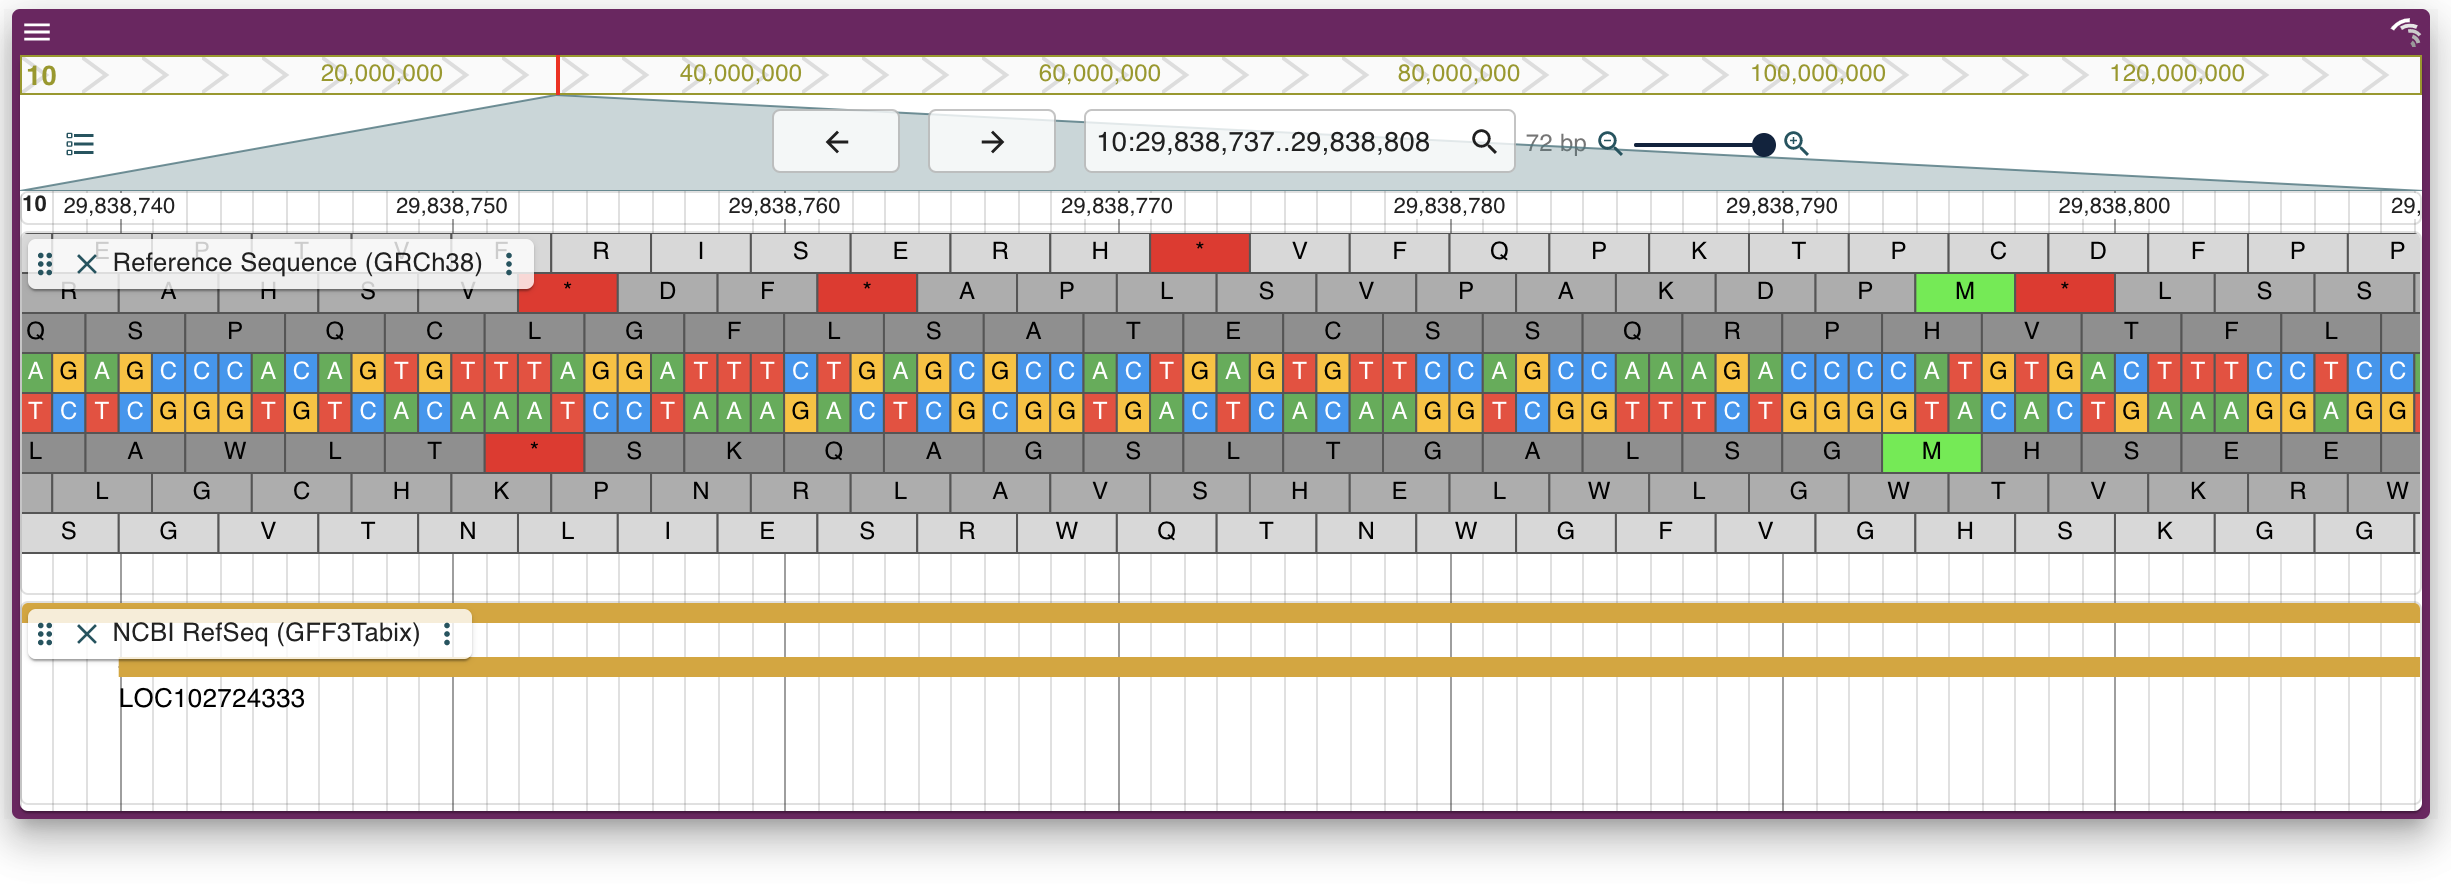 10 20,000,000 40,000,000 60,000,000 80,000,000 100,000,000 120,000,000
10:29,838,737..29,838,808 72 bp
10 29,838,740 29,838,750 29,838,760 29,838,770 29,838,780 29,838,790 29,838,800 29,
E P T V F R I S E R H * V F Q P K T P C D F P P
Reference Sequence (GRCh38)
R A H S V * D F * A P L S V P A K D P M * L S S
Q S P Q C L G F L S A T E C S S Q R P H V T F L
A G A G C C C A C A G T G T T T A G G A T T T C T G A G C G C C A C T G A G T G T T C C A G C C A A A G A C C C C A T G T G A C T T T C C T C C
T C T C G G G T G T C A C A A A T C C T A A A G A C T C G C G G T G A C T C A C A A G G T C G G T T T C T G G G G T A C A C T G A A A G G A G G
L A W L T * S K Q A G S L T G A L S G M H S E E
L G C H K P N R L A V S H E L W L G W T V K R W
S G V T N L I E S R W Q T N W G F V G H S K G G
NCBI RefSeq (GFF3Tabix)
LOC102724333